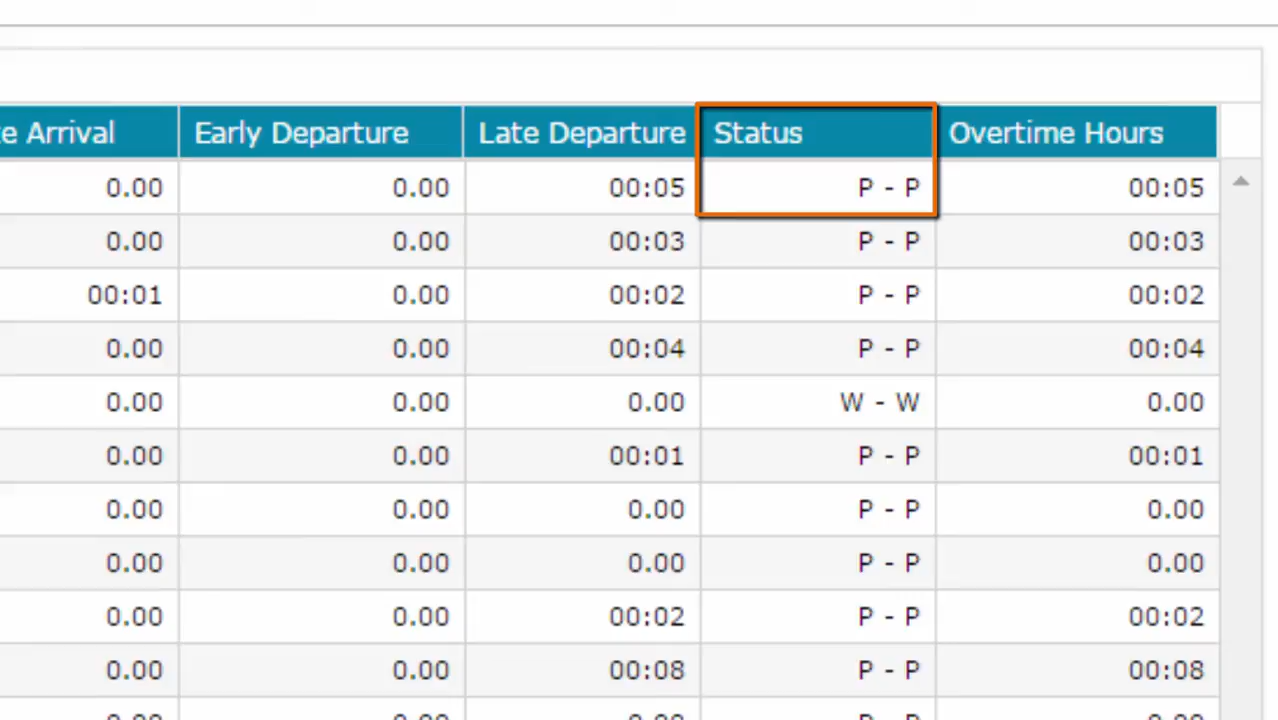 e Arrival Early Departure Late Departure Status Overtime Hours
0.00 0.00 00:05 P - P 00:05
0.00 0.00 00:03 P - P 00:03
00:01 0.00 00:02 P - P 00:02
0.00 0.00 00:04 P - P 00:04
0.00 0.00 0.00 W - W 0.00
0.00 0.00 00:01 P - P 00:01
0.00 0.00 0.00 P - P 0.00
0.00 0.00 0.00 P - P 0.00
0.00 0.00 00:02 P - P 00:02
0.00 0.00 00:08 P - P 00:08